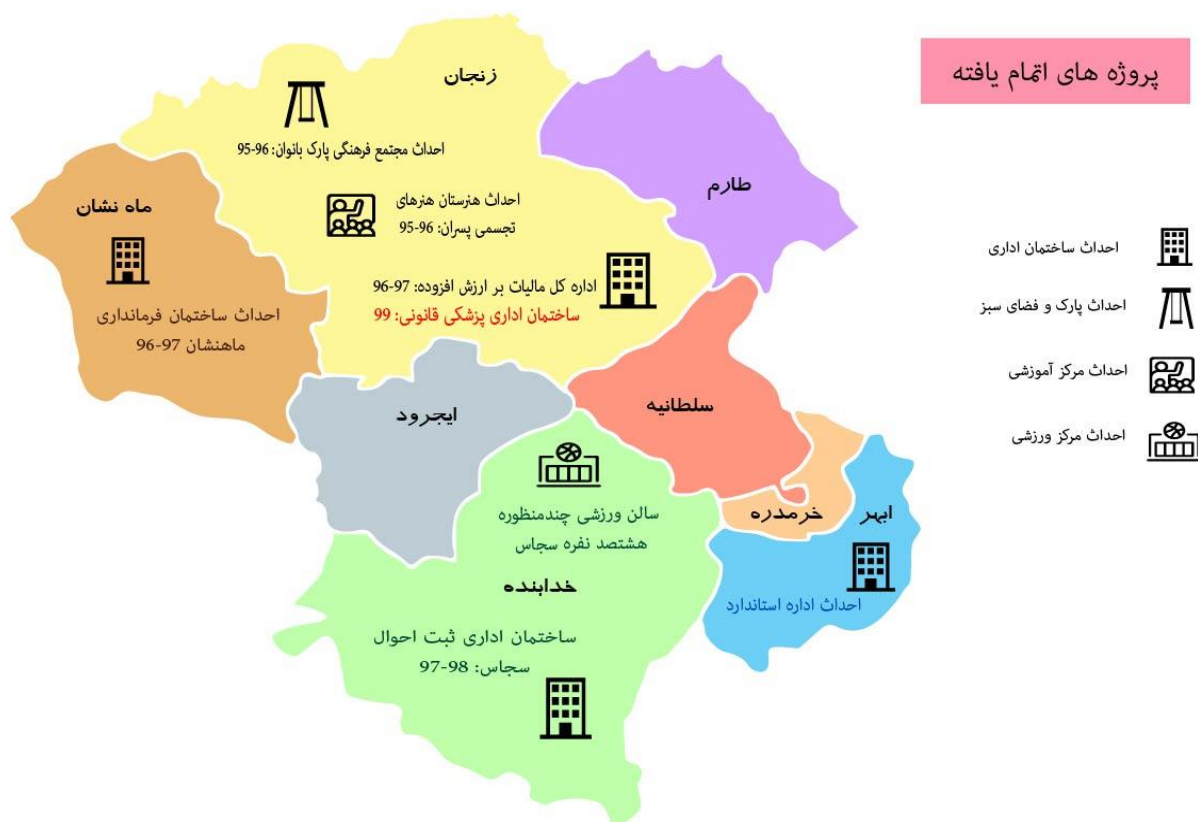 پروژه های اتمام یافته
احداث ساختمان اداری
احداث پارک و فضای سبز
احداث مرکز آموزشی
احداث مرکز ورزشی
زنجان
احداث مجتمع فرهنگی پارک بانوان: 96-95
احداث هنرستان هنرهای
تجسمی پسران: 96-95
اداره کل مالیات بر ارزش افزوده: 97-96
ساختمان اداری پزشکی قانونی: 99
طارم
ماه نشان
احداث ساختمان فرمانداری
ماهنشان 97-96
ایجرود
سلطانیه
خرمدره
ابهر
احداث اداره استاندارد
سالن ورزشی چندمنظوره
هشتصد نفره سجاس
خدابنده
ساختمان اداری ثبت احوال
سجاس: 98-97